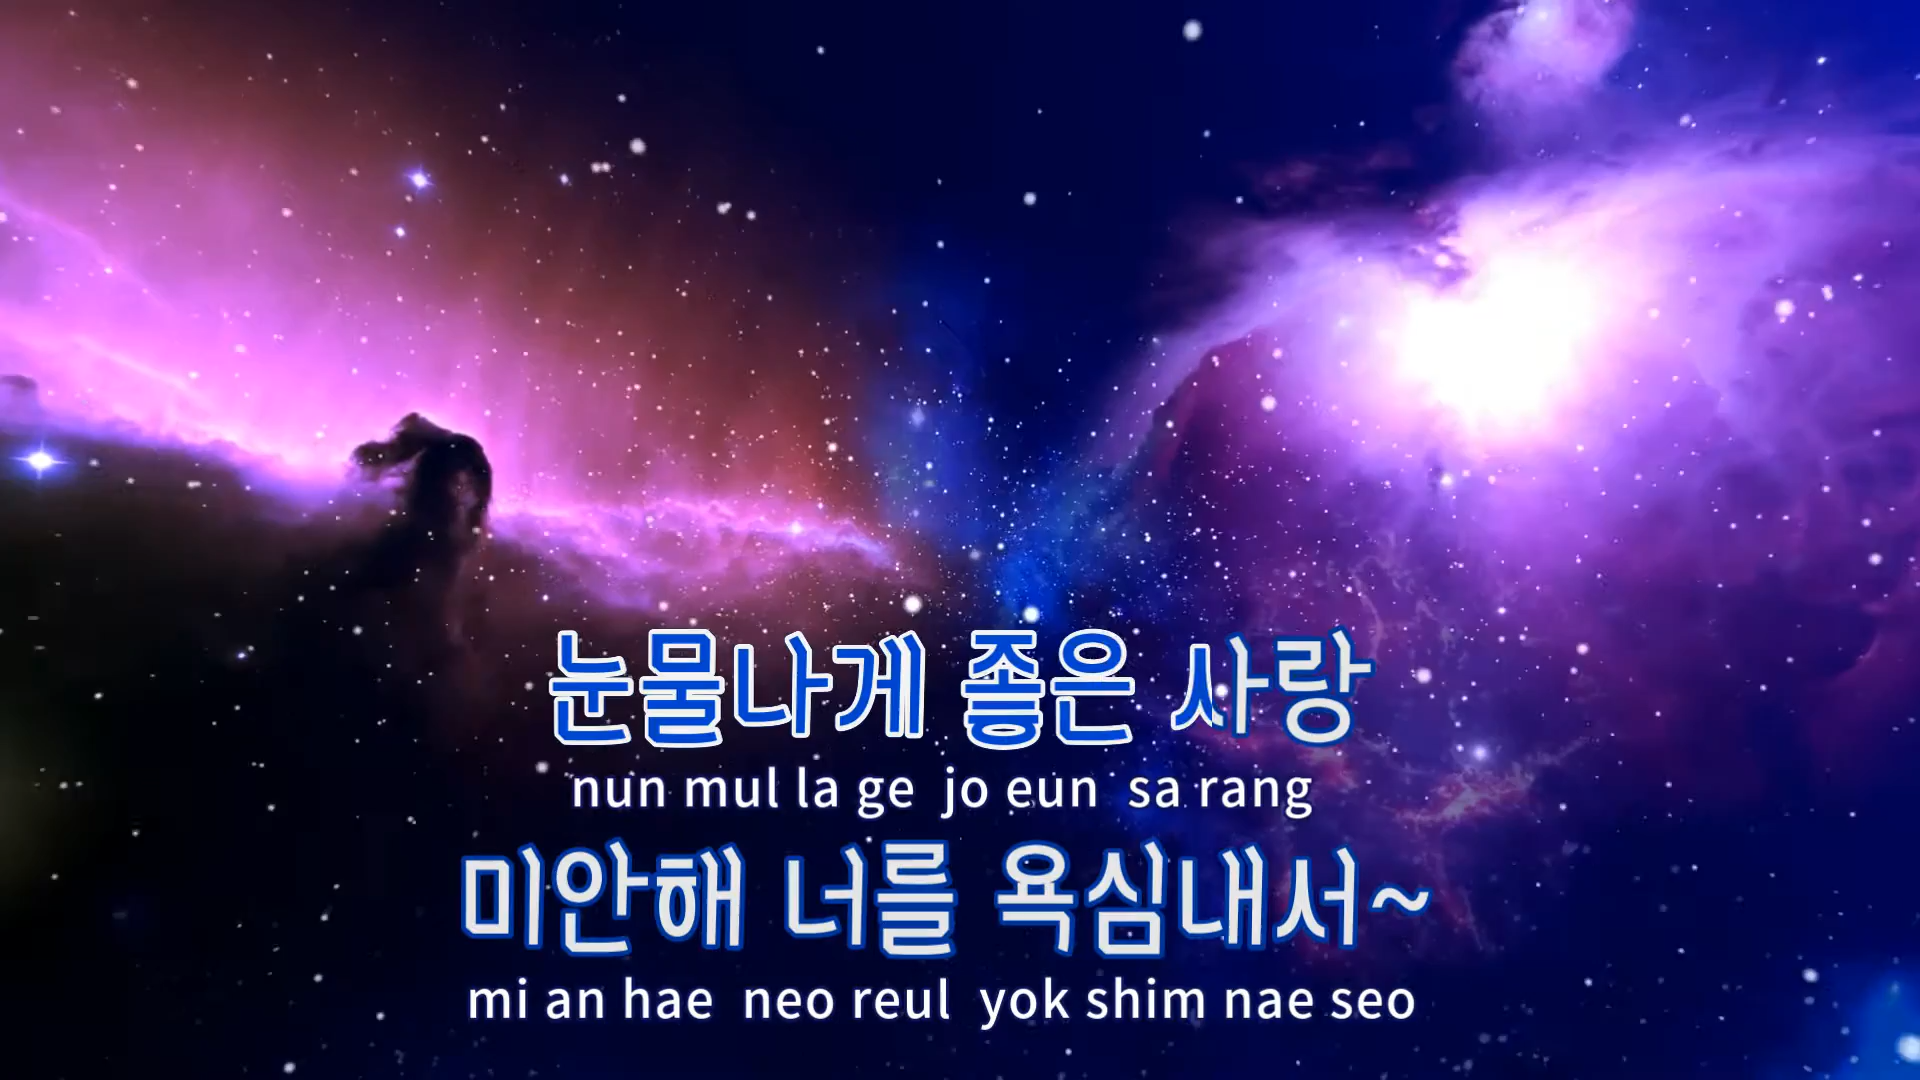 눈물나게 좋은 사랑
nun mul la ge jo eun sa rang
미안해 너를 욕심내서~
mi an hae neo reul yok shim nae seo